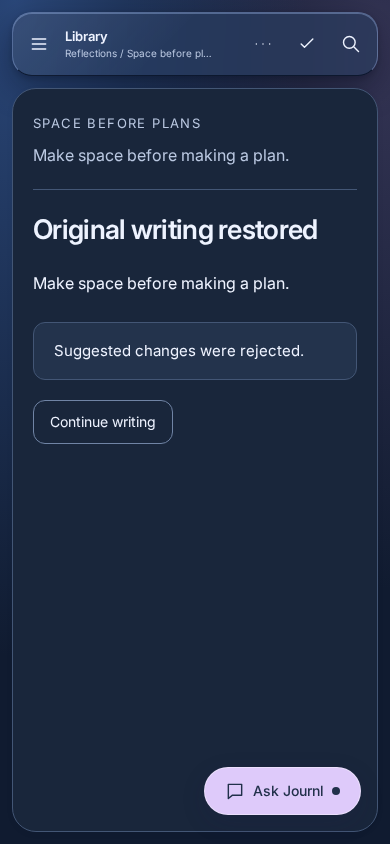 Library
Reflections / Space before pl...
SPACE BEFORE PLANS
Make space before making a plan.
Original writing restored
Make space before making a plan.
Suggested changes were rejected.
Continue writing
Ask Journl